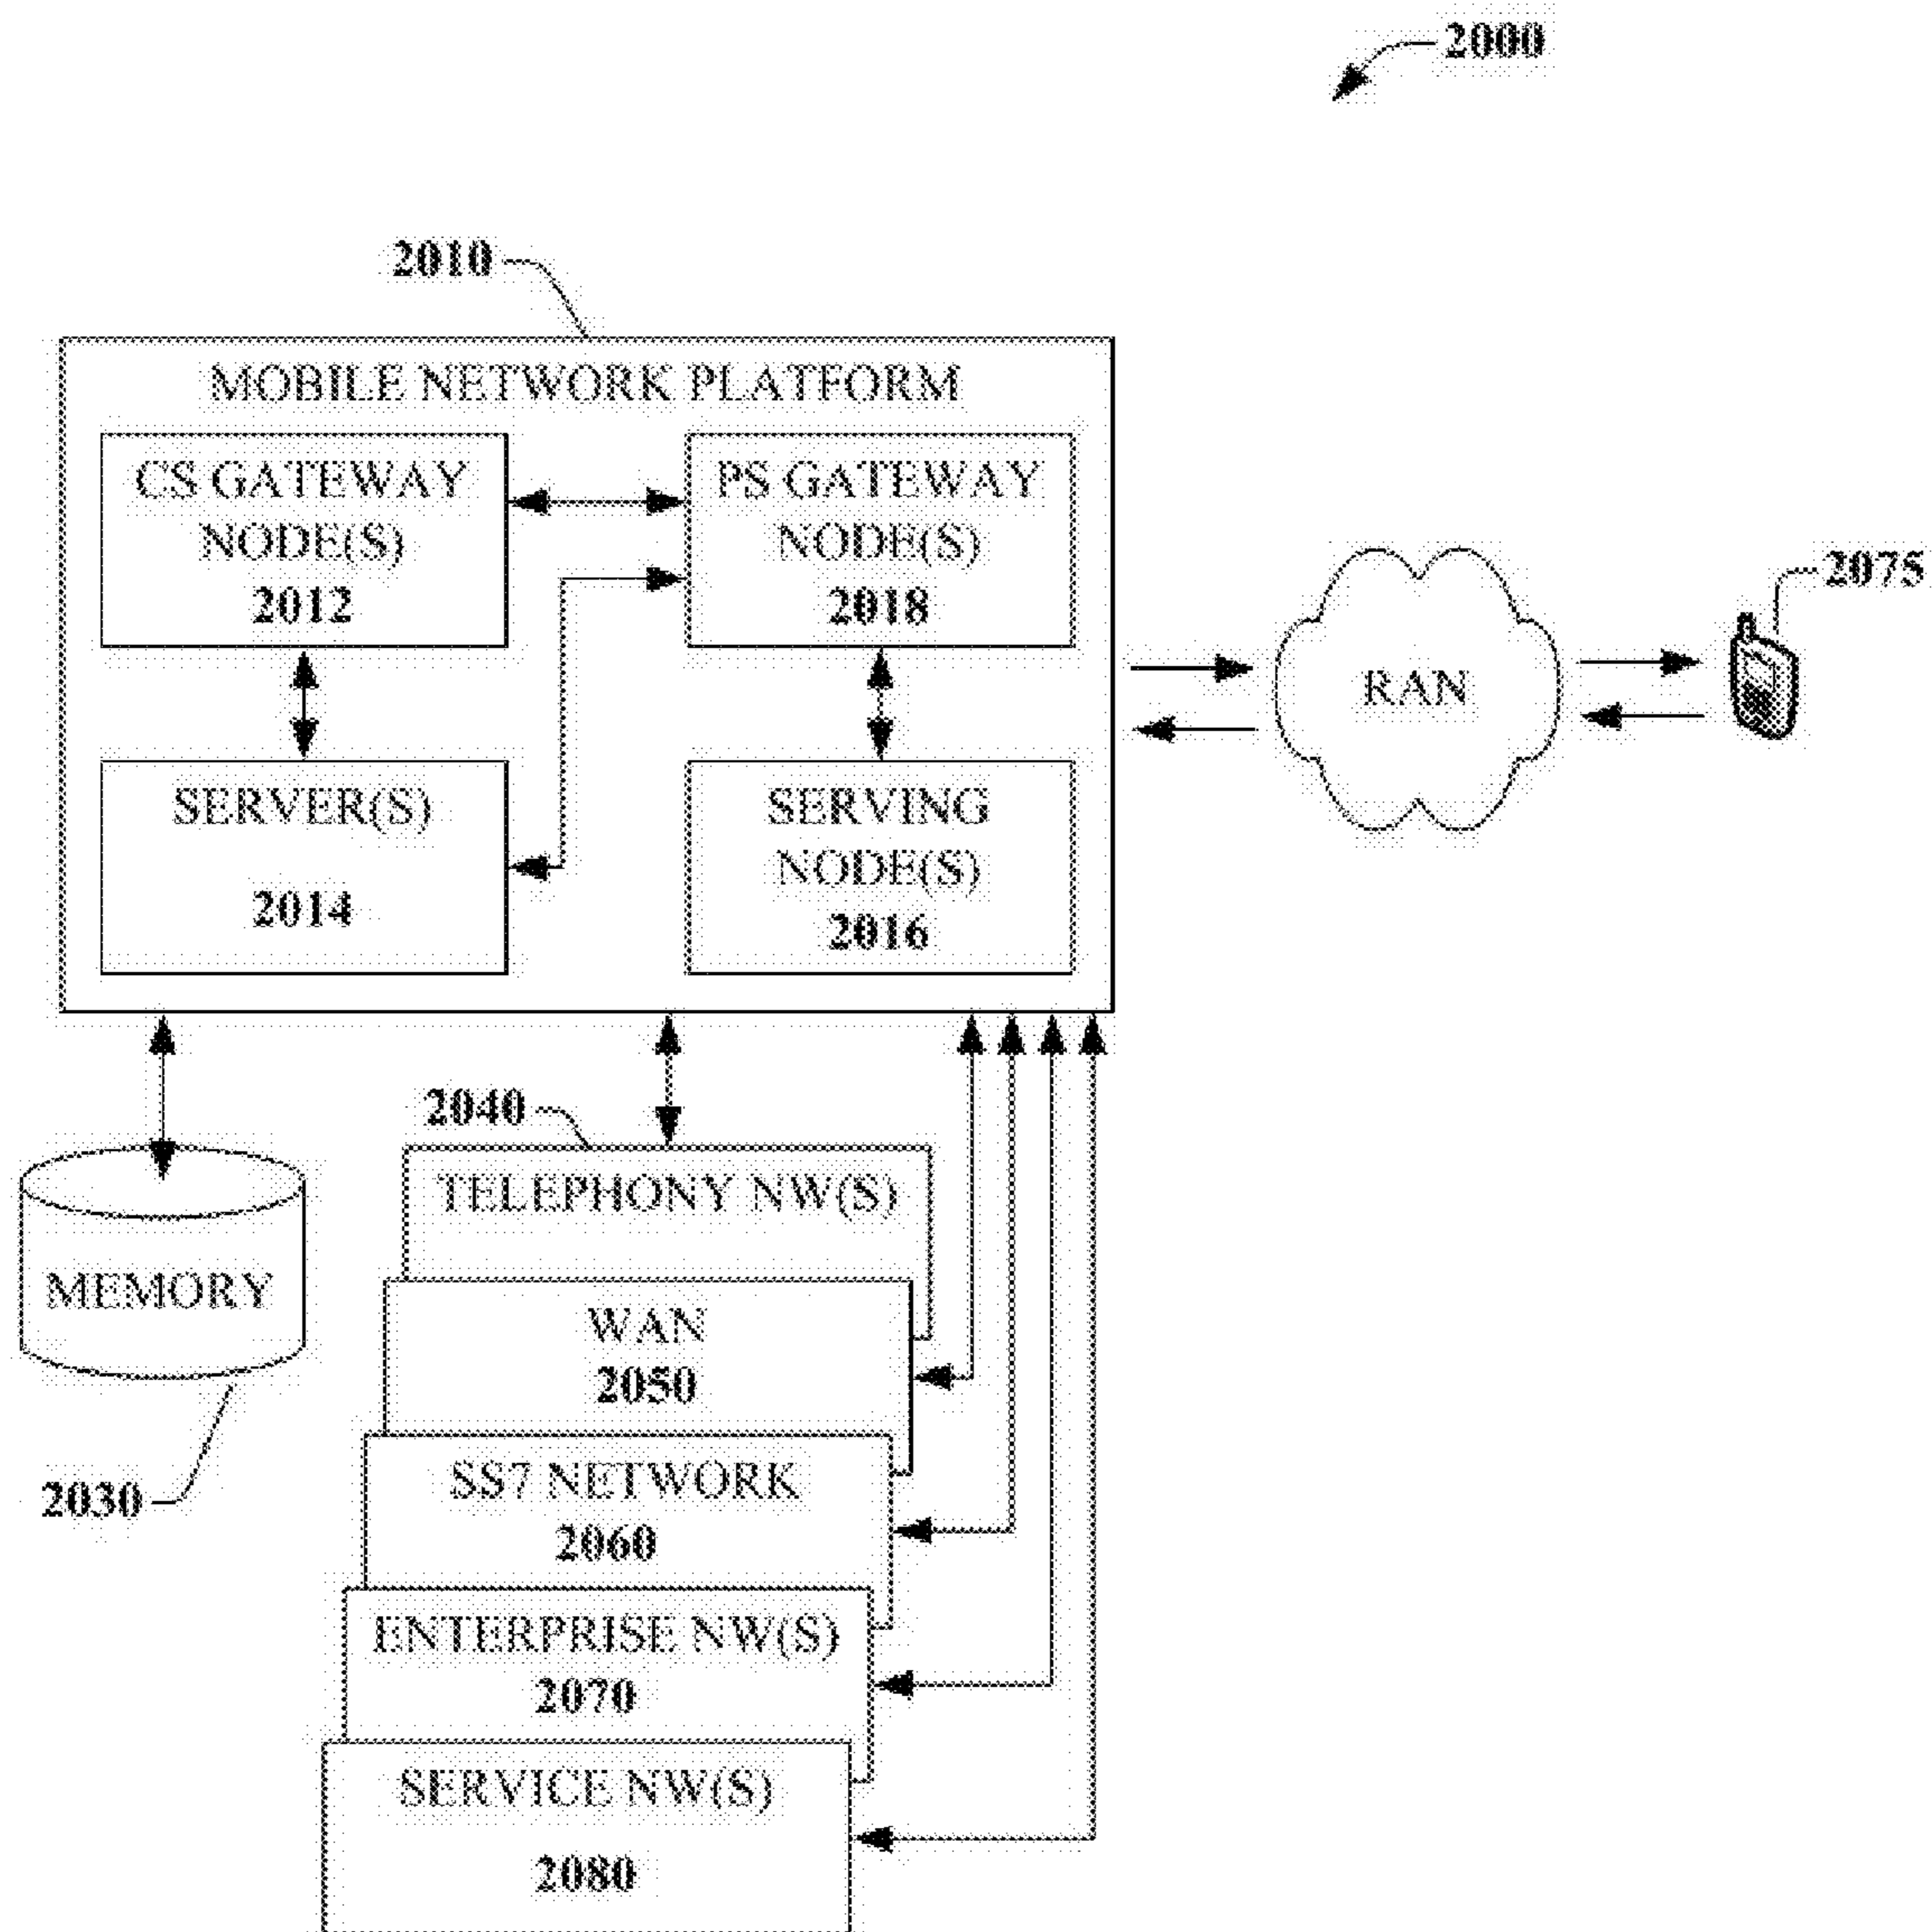 2000
2010
MOBILE NETWORK PLATFORM
CS GATEWAY
NODE(S)
2012
PS GATEWAY
NODE(S)
2018
SERVER(S)
2014
SERVING
NODE(S)
2016
RAN
2075
2040
TELEPHONY NW(S)
MEMORY
2030
WAN
2050
SS7 NETWORK
2060
ENTERPRISE NW(S)
2070
SERVICE NW(S)
2080